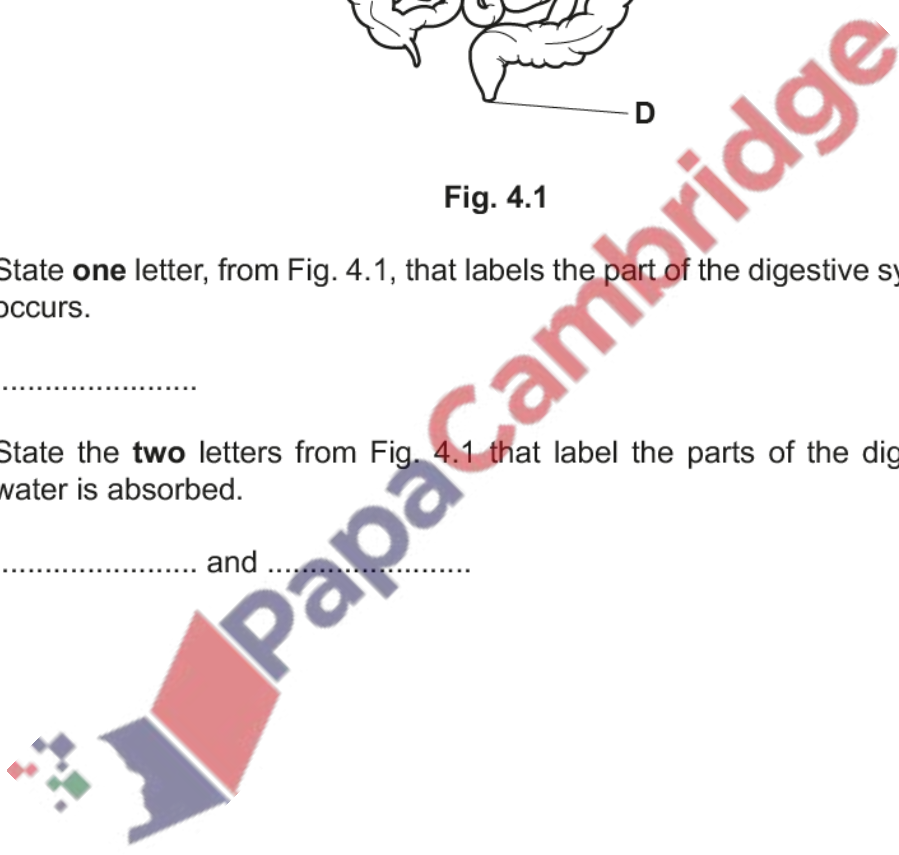 D
Fig. 4.1
State one letter, from Fig. 4.1, that labels the part of the digestive sy
occurs.
.......................
State the two letters from Fig. 4.1 that label the parts of the dig
water is absorbed.
....................... and .......................
PapaCambridge